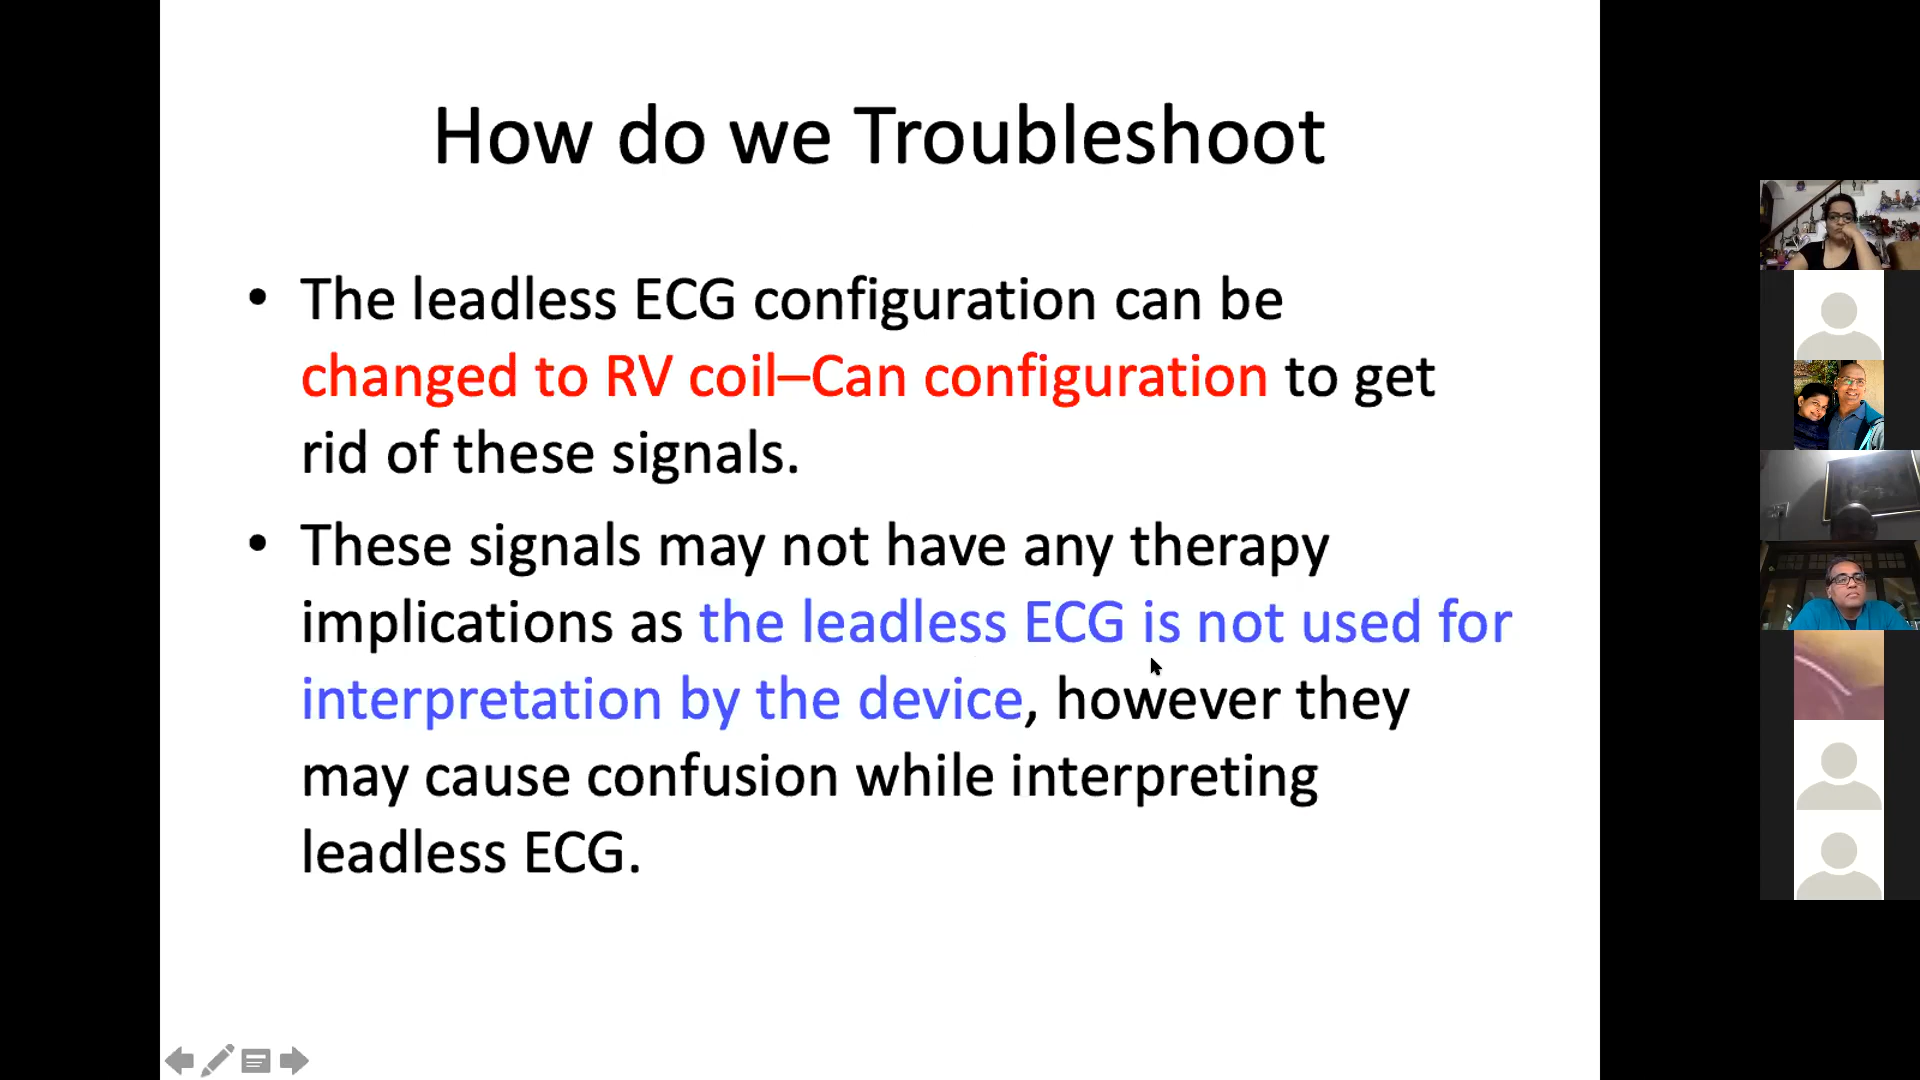 How do we Troubleshoot
• The leadless ECG configuration can be
changed to RV coil–Can configuration to get
rid of these signals.
• These signals may not have any therapy
implications as the leadless ECG is not used for
interpretation by the device, however they
may cause confusion while interpreting
leadless ECG.